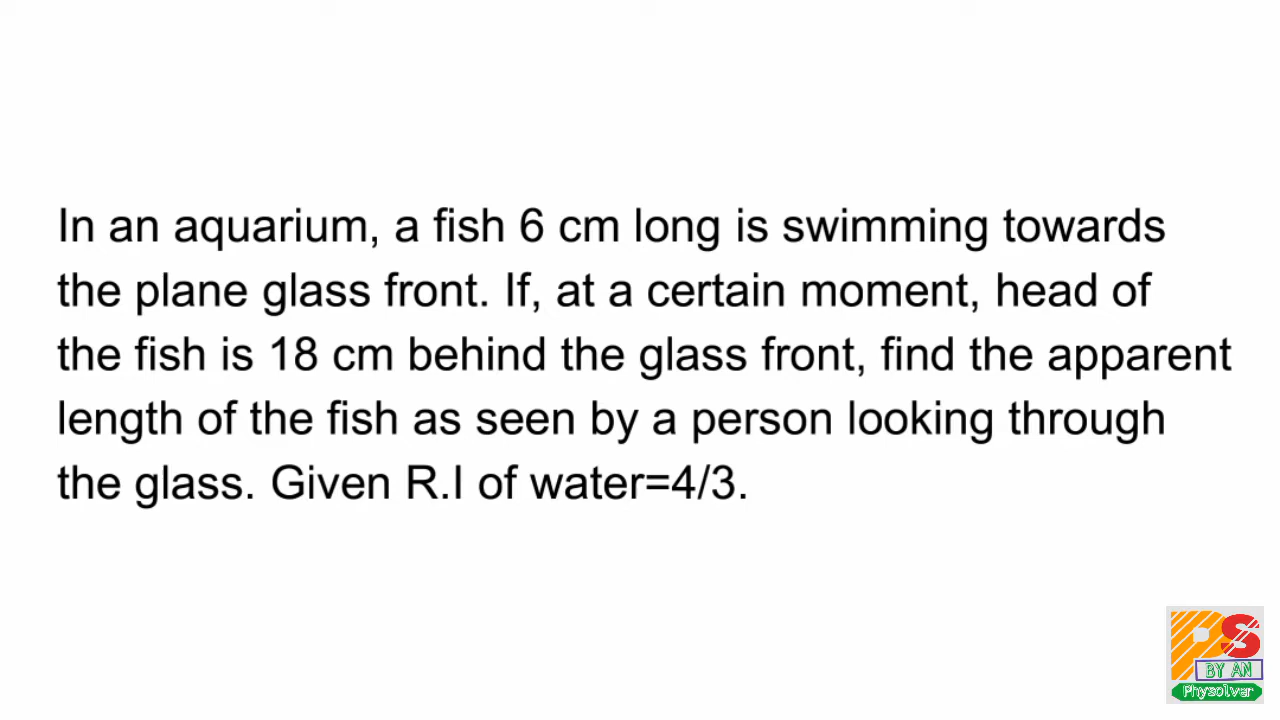 In an aquarium, a fish 6 cm long is swimming towards
the plane glass front. If, at a certain moment, head of
the fish is 18 cm behind the glass front, find the apparent
length of the fish as seen by a person looking through
the glass. Given R.I of water=4/3.
PS
BY AN
Physolver